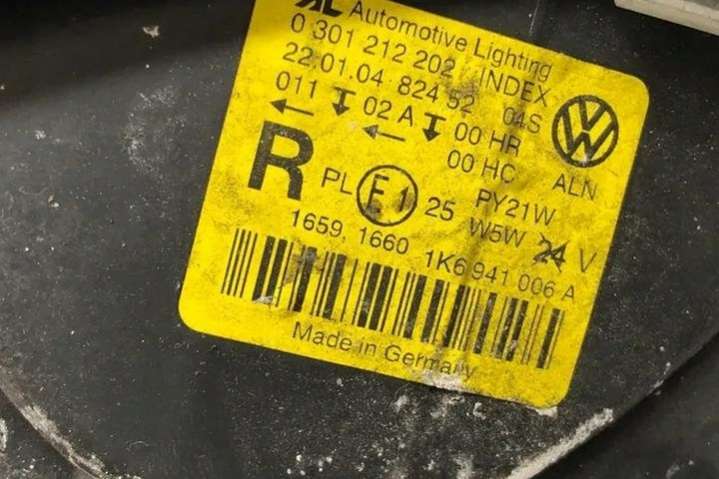 AL Automotive Lighting
0 301 212 202 INDEX
22.01.04 824 52 04S
011 02 A 00 HR
00 HC
R
PL E1 25
PY21W
W5W
24 V
ALN
VW
1659, 1660
1K6 941 006 A
Made in Germany